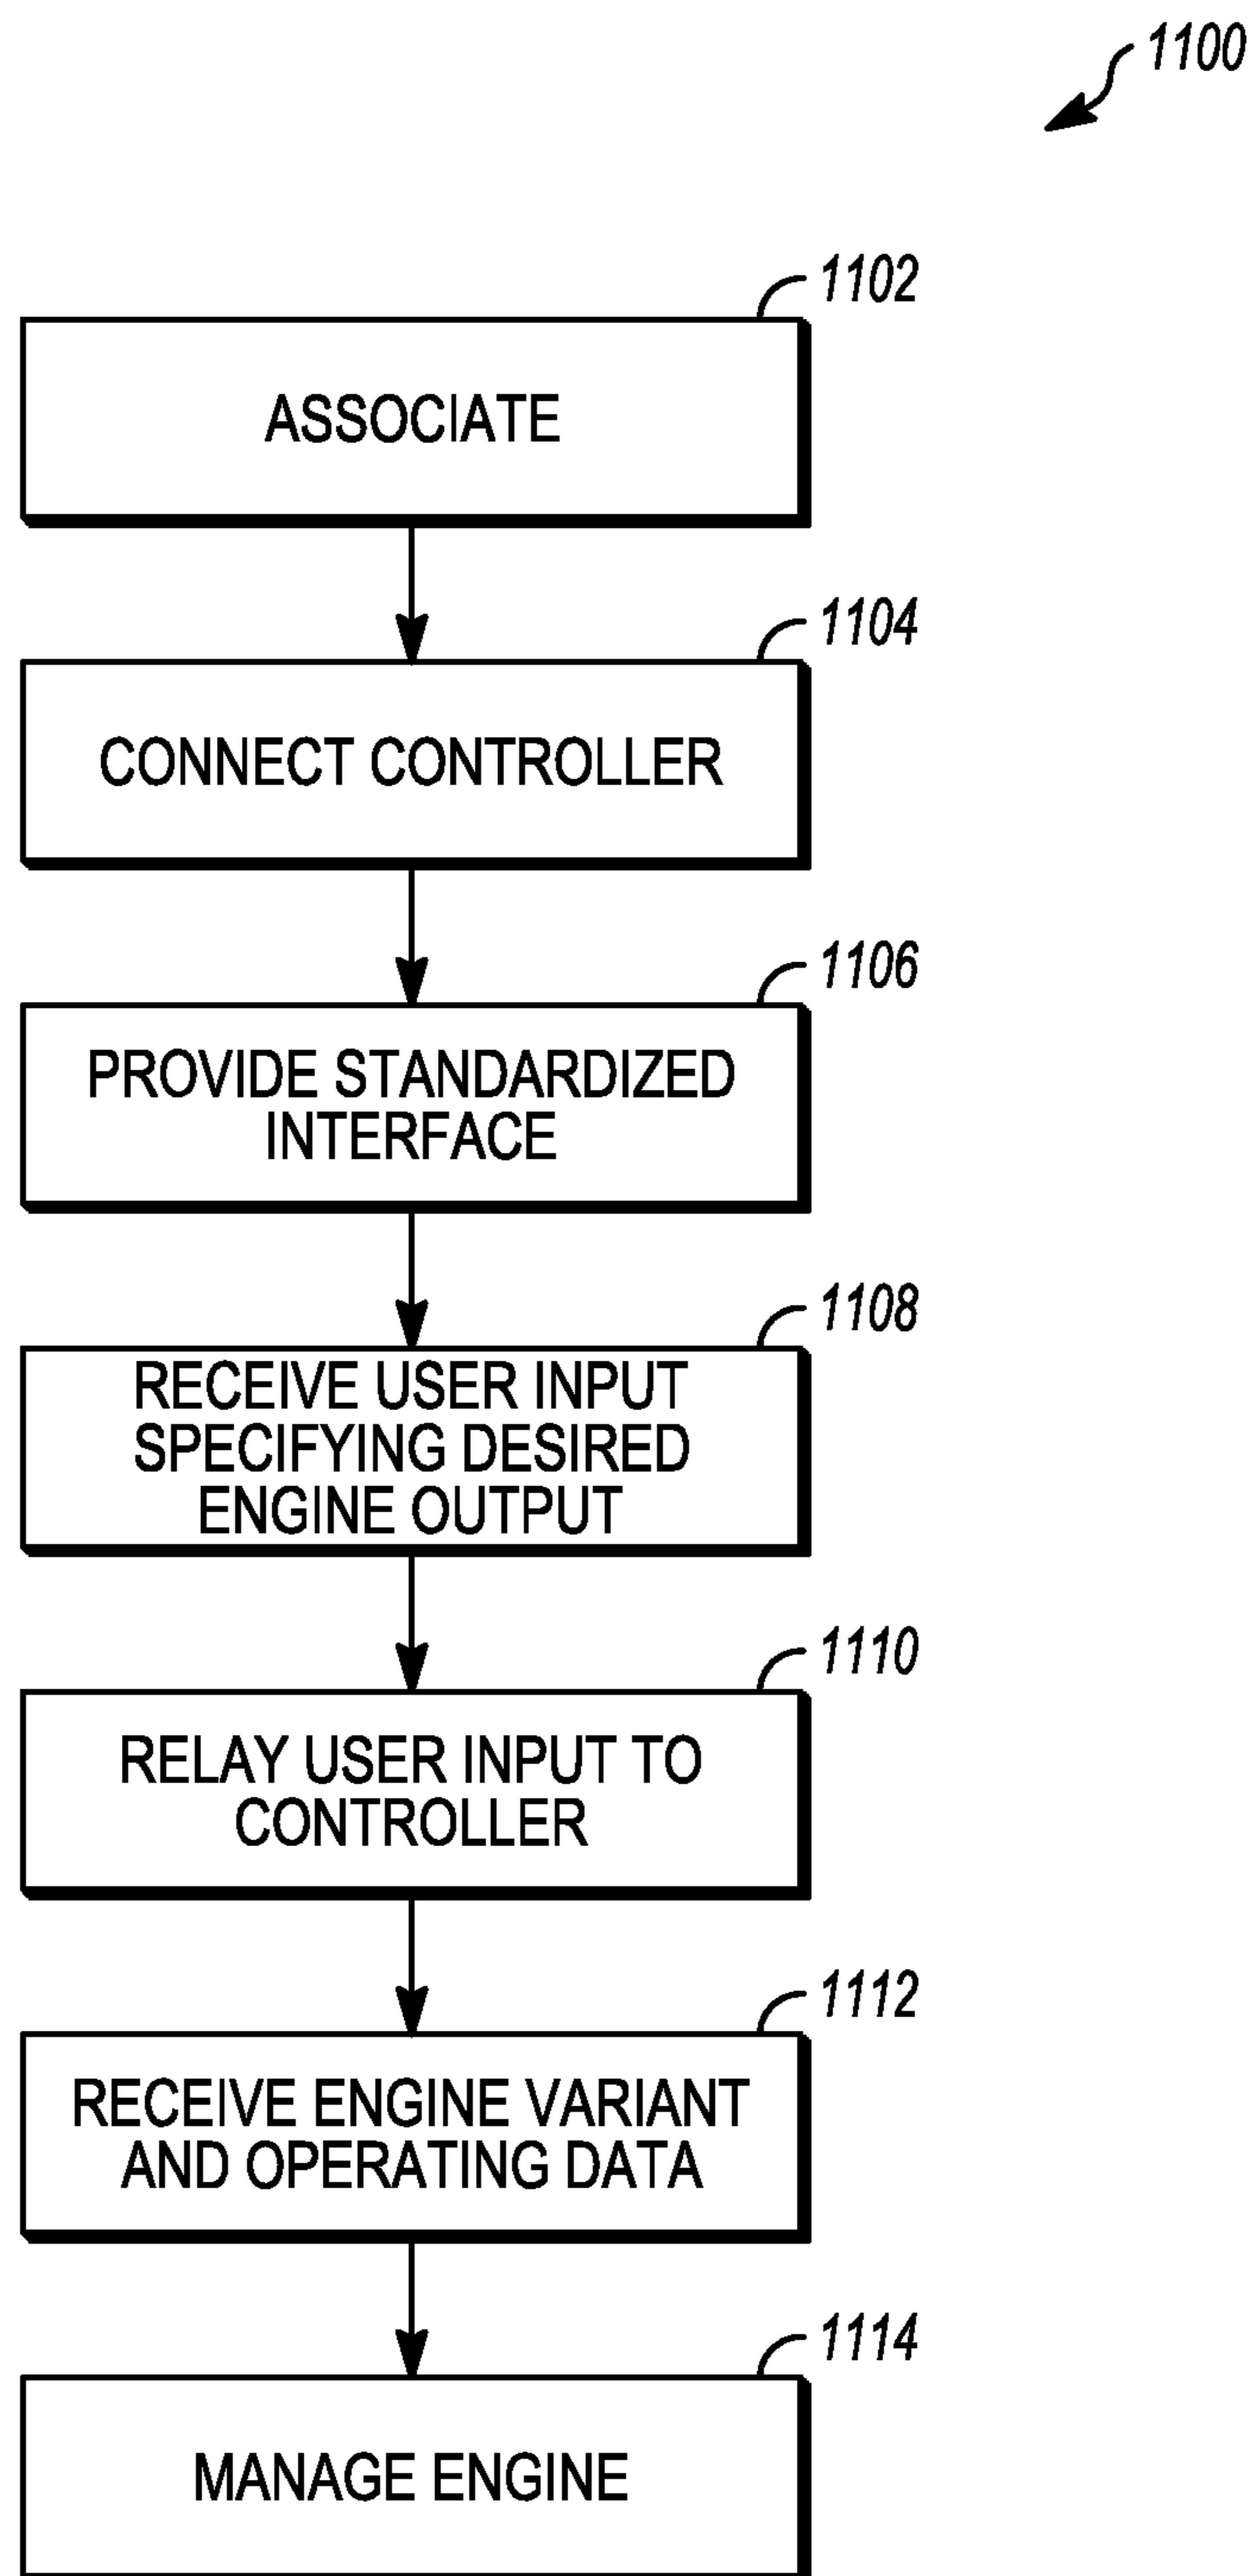 1100
1102
ASSOCIATE
1104
CONNECT CONTROLLER
1106
PROVIDE STANDARDIZED
INTERFACE
1108
RECEIVE USER INPUT
SPECIFYING DESIRED
ENGINE OUTPUT
1110
RELAY USER INPUT TO
CONTROLLER
1112
RECEIVE ENGINE VARIANT
AND OPERATING DATA
1114
MANAGE ENGINE